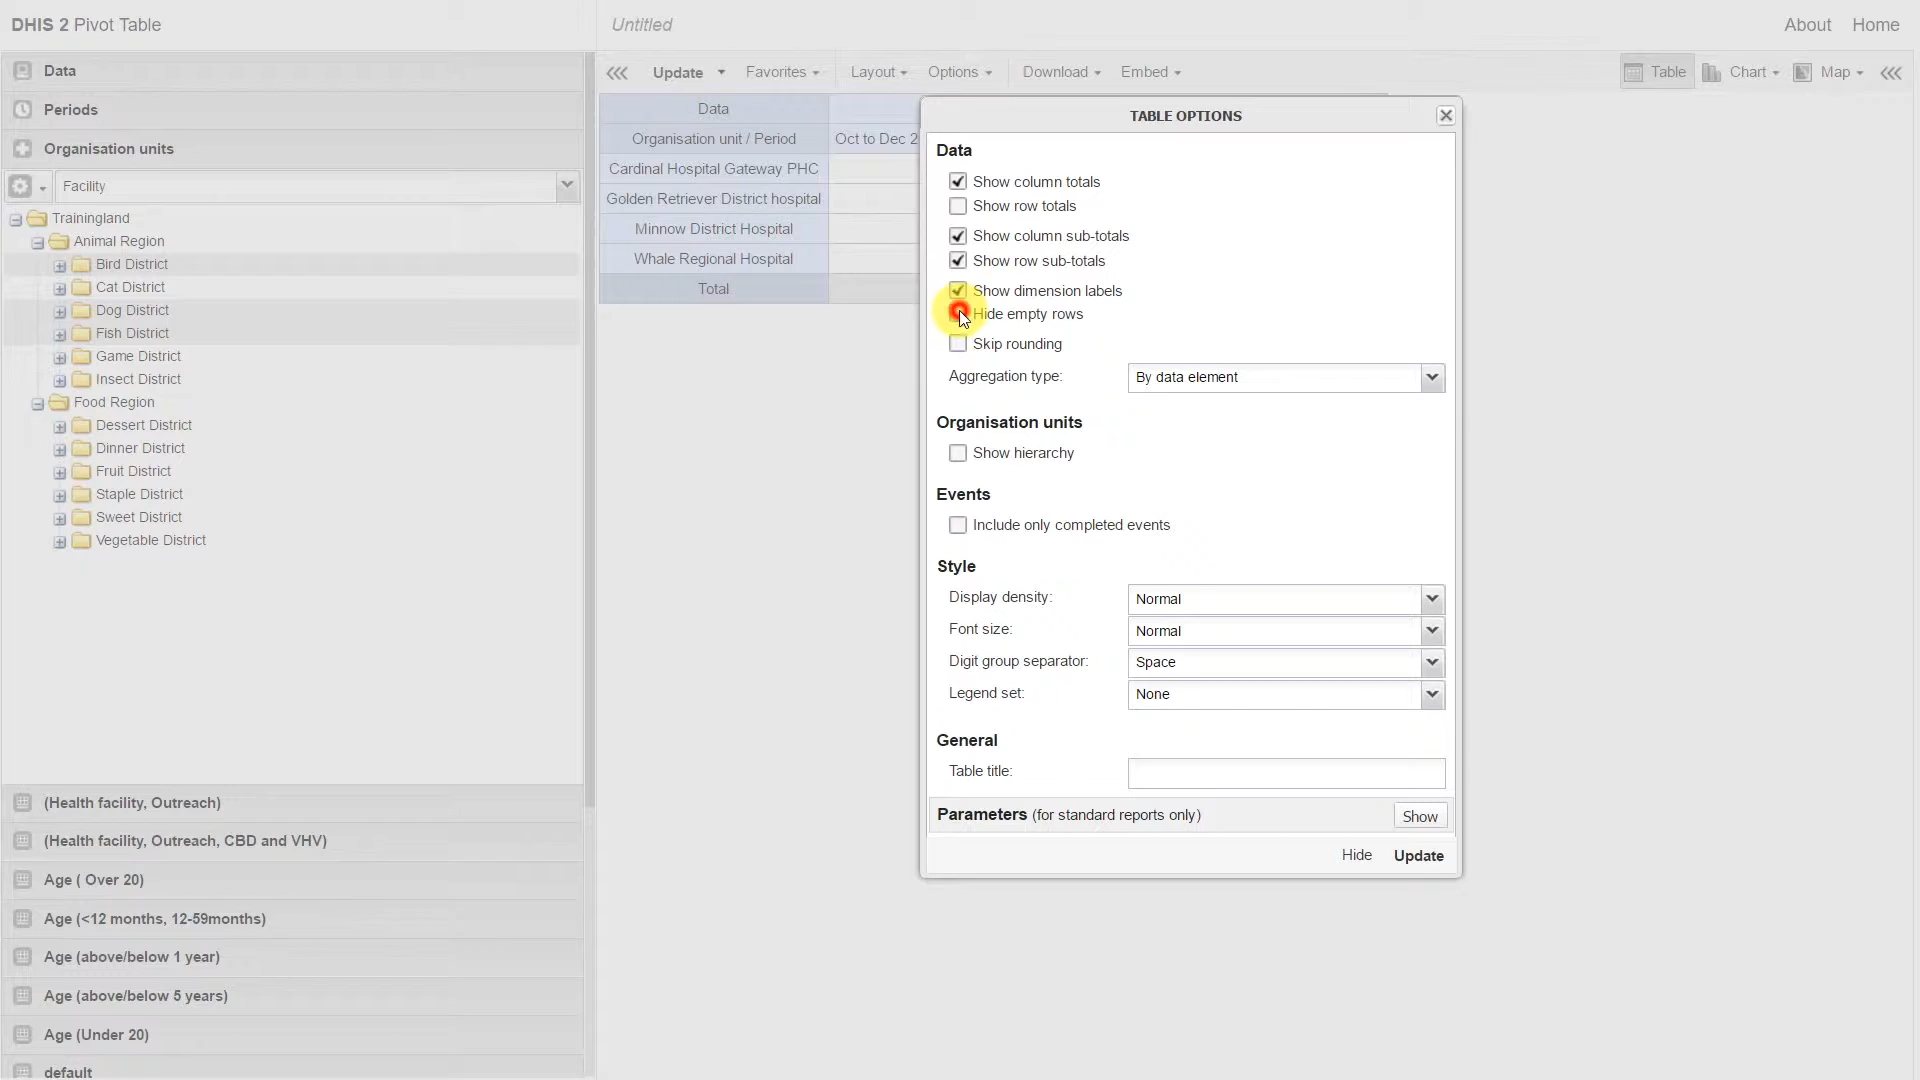 DHIS 2 Pivot Table
Untitled
About
Home
Update
Favorites
Layout
Options
Download
Embed
Table
Chart
Map
Data
Periods
Organisation units
Facility
Trainingland
Animal Region
Bird District
Cat District
Dog District
Fish District
Game District
Insect District
Food Region
Dessert District
Dinner District
Fruit District
Staple District
Sweet District
Vegetable District
(Health facility, Outreach)
(Health facility, Outreach, CBD and VHV)
Age ( Over 20)
Age (<12 months, 12-59months)
Age (above/below 1 year)
Age (above/below 5 years)
Age (Under 20)
default
Data
Organisation unit / Period
Oct to Dec 2
Cardinal Hospital Gateway PHC
Golden Retriever District hospital
Minnow District Hospital
Whale Regional Hospital
Total
TABLE OPTIONS
Data
Show column totals
Show row totals
Show column sub-totals
Show row sub-totals
Show dimension labels
Hide empty rows
Skip rounding
Aggregation type: By data element
Organisation units
Show hierarchy
Events
Include only completed events
Style
Display density: Normal
Font size: Normal
Digit group separator: Space
Legend set: None
General
Table title:
Parameters (for standard reports only) Show
Hide Update